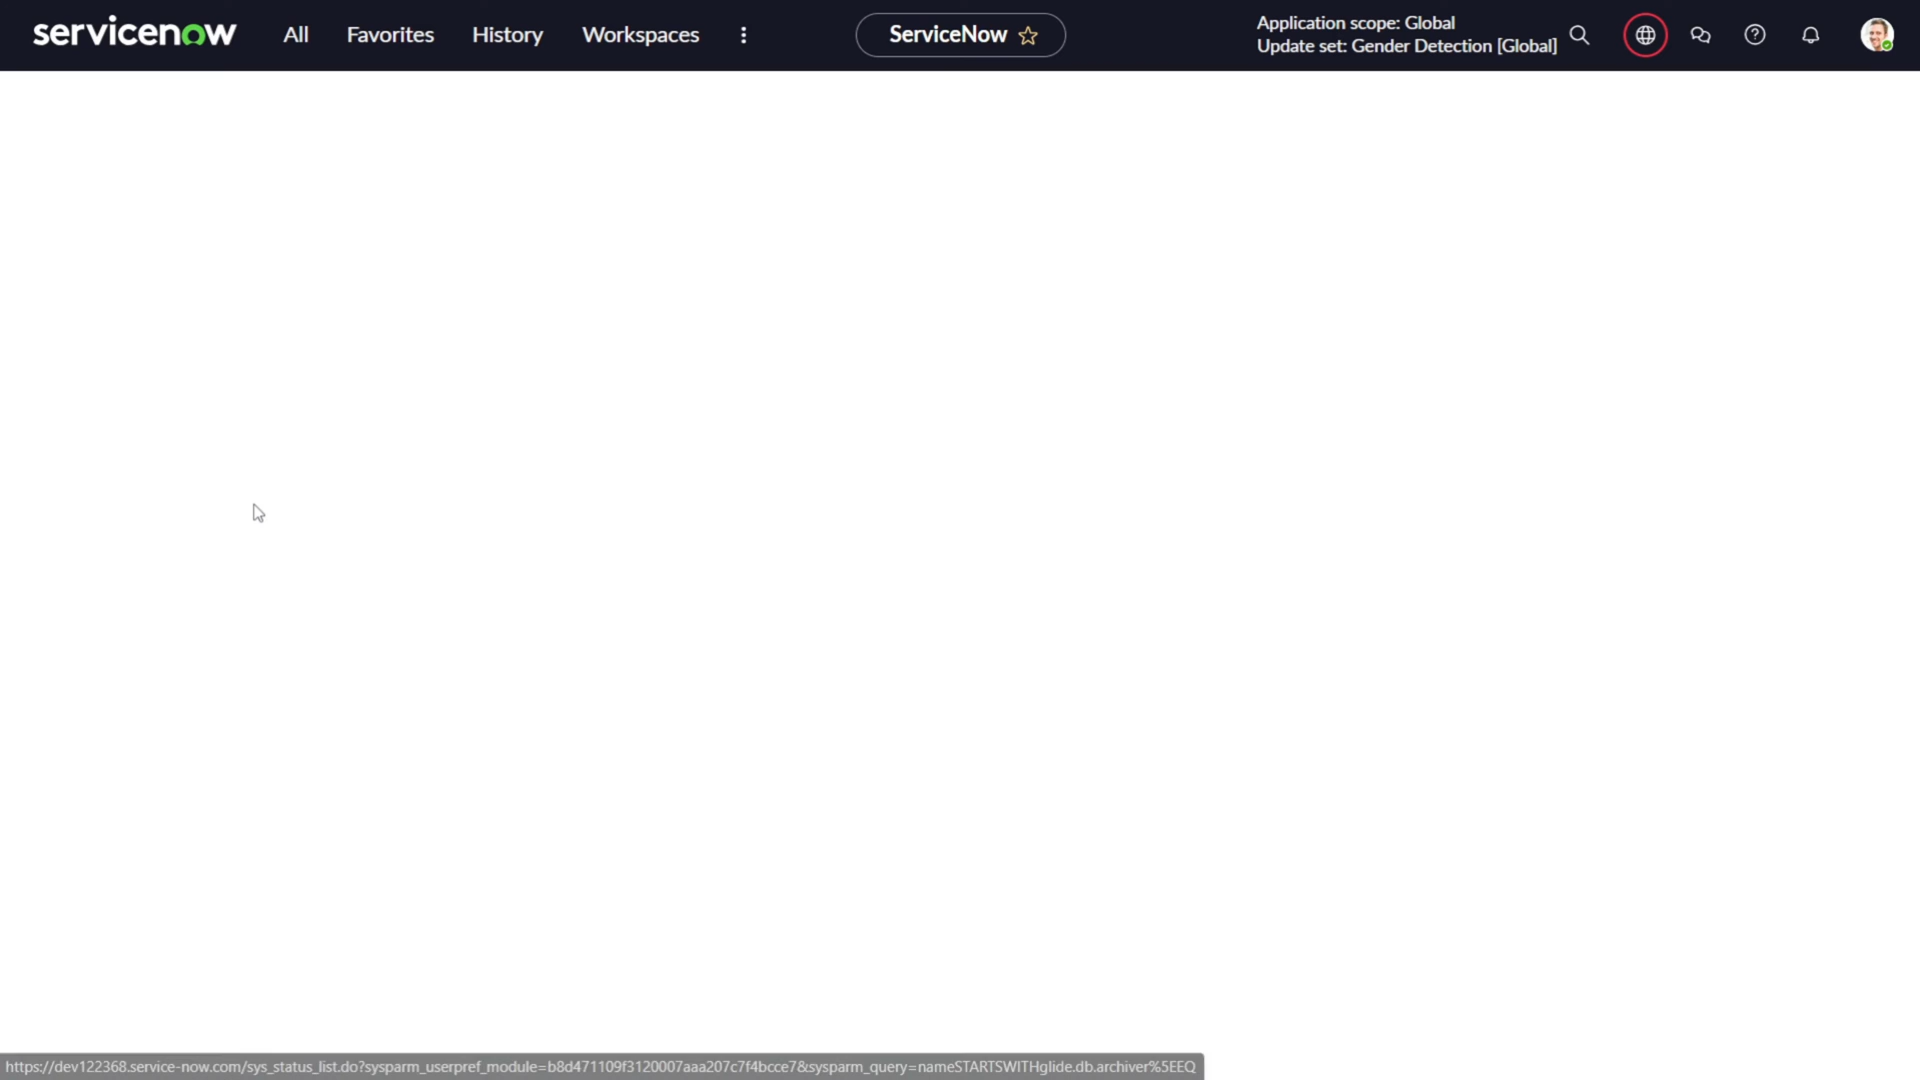 servicenow
All Favorites History Workspaces
ServiceNow
Application scope: Global
Update set: Gender Detection [Global]
https://dev122368.service-now.com/sys_status_list.do?sysparm_userpref_module=b8d471109f3120007aaa207c7f4bcce7&sysparm_query=nameSTARTSWITHglide.db.archiver%5EEQ